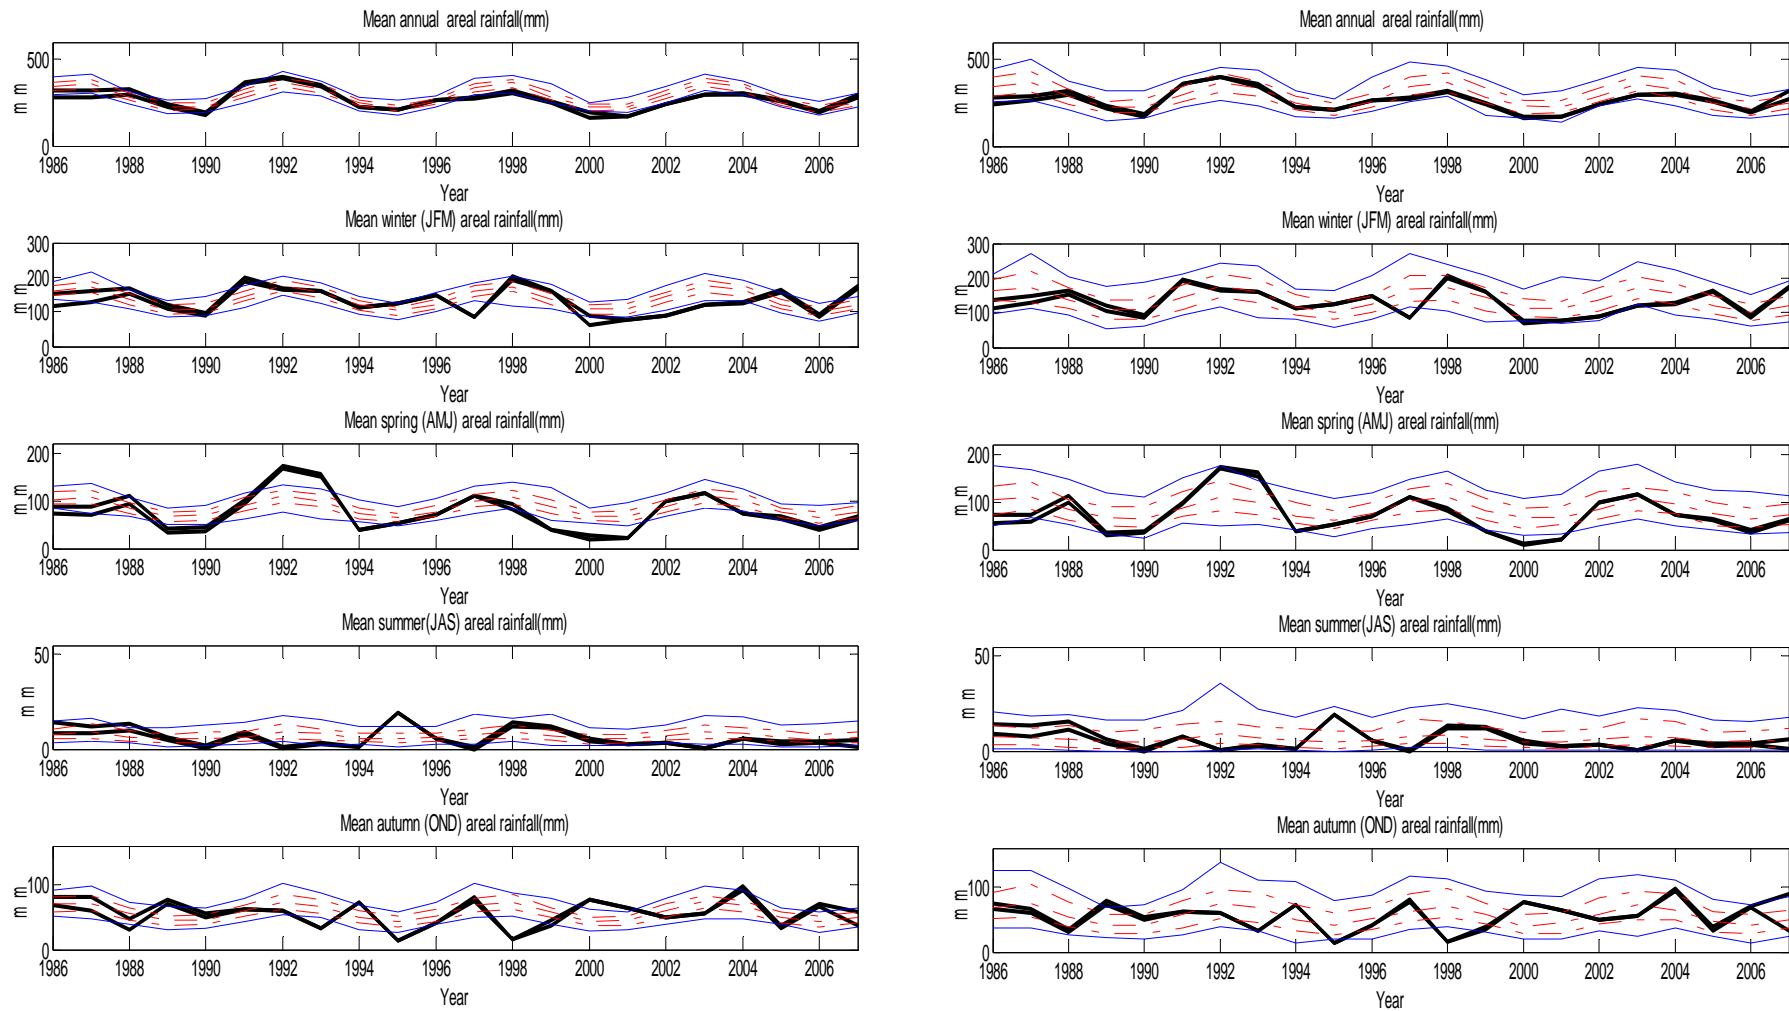 Mean annual areal rainfall(mm)
500
0
m m
1986 1988 1990 1992 1994 1996 1998 2000 2002 2004 2006
Year
Mean winter (JFM) areal rainfall(mm)
300
200
100
0
m m
1986 1988 1990 1992 1994 1996 1998 2000 2002 2004 2006
Year
Mean spring (AMJ) areal rainfall(mm)
200
100
0
m m
1986 1988 1990 1992 1994 1996 1998 2000 2002 2004 2006
Year
Mean summer(JAS) areal rainfall(mm)
50
0
m m
1986 1988 1990 1992 1994 1996 1998 2000 2002 2004 2006
Year
Mean autumn (OND) areal rainfall(mm)
100
0
m m
1986 1988 1990 1992 1994 1996 1998 2000 2002 2004 2006
Year
Mean annual areal rainfall(mm)
500
0
m m
1986 1988 1990 1992 1994 1996 1998 2000 2002 2004 2006
Year
Mean winter (JFM) areal rainfall(mm)
300
200
100
0
m m
1986 1988 1990 1992 1994 1996 1998 2000 2002 2004 2006
Year
Mean spring (AMJ) areal rainfall(mm)
200
100
0
m m
1986 1988 1990 1992 1994 1996 1998 2000 2002 2004 2006
Year
Mean summer(JAS) areal rainfall(mm)
50
0
m m
1986 1988 1990 1992 1994 1996 1998 2000 2002 2004 2006
Year
Mean autumn (OND) areal rainfall(mm)
100
0
m m
1986 1988 1990 1992 1994 1996 1998 2000 2002 2004 2006
Year